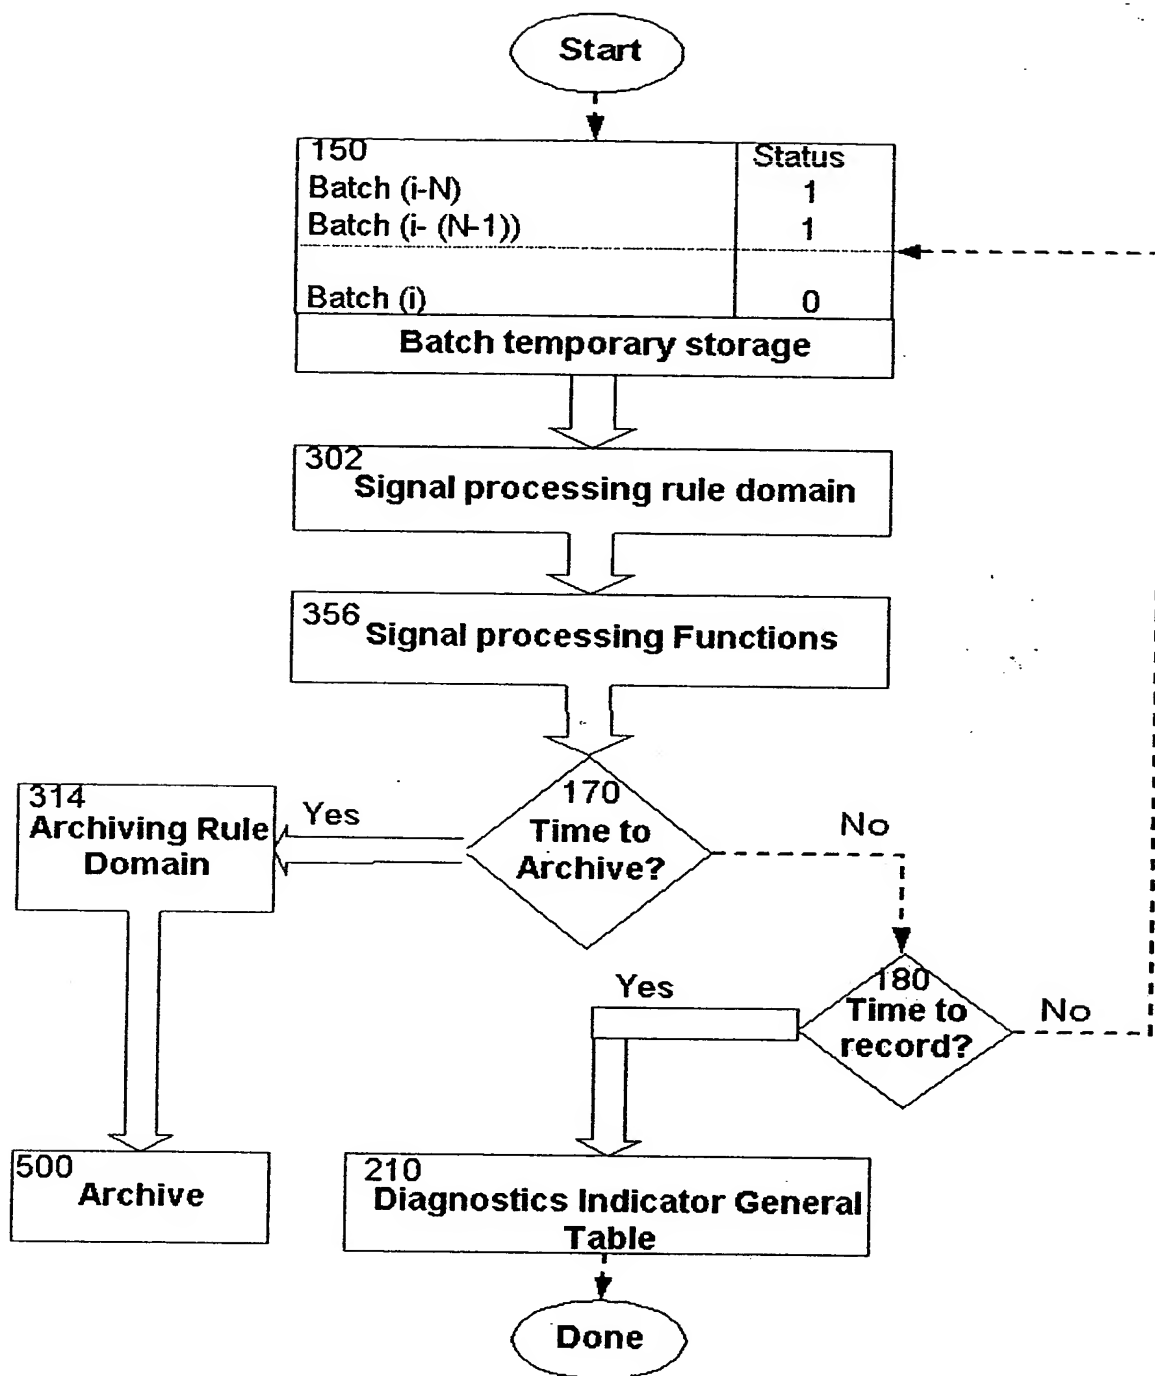 Start
150 Status
Batch (i-N) 1
Batch (i- (N-1)) 1
Batch (i) 0
Batch temporary storage
302
Signal processing rule domain
356
Signal processing Functions
170
Time to
Archive?
Yes
No
314
Archiving Rule
Domain
180
Time to
record?
Yes
No
500
Archive
210
Diagnostics Indicator General
Table
Done